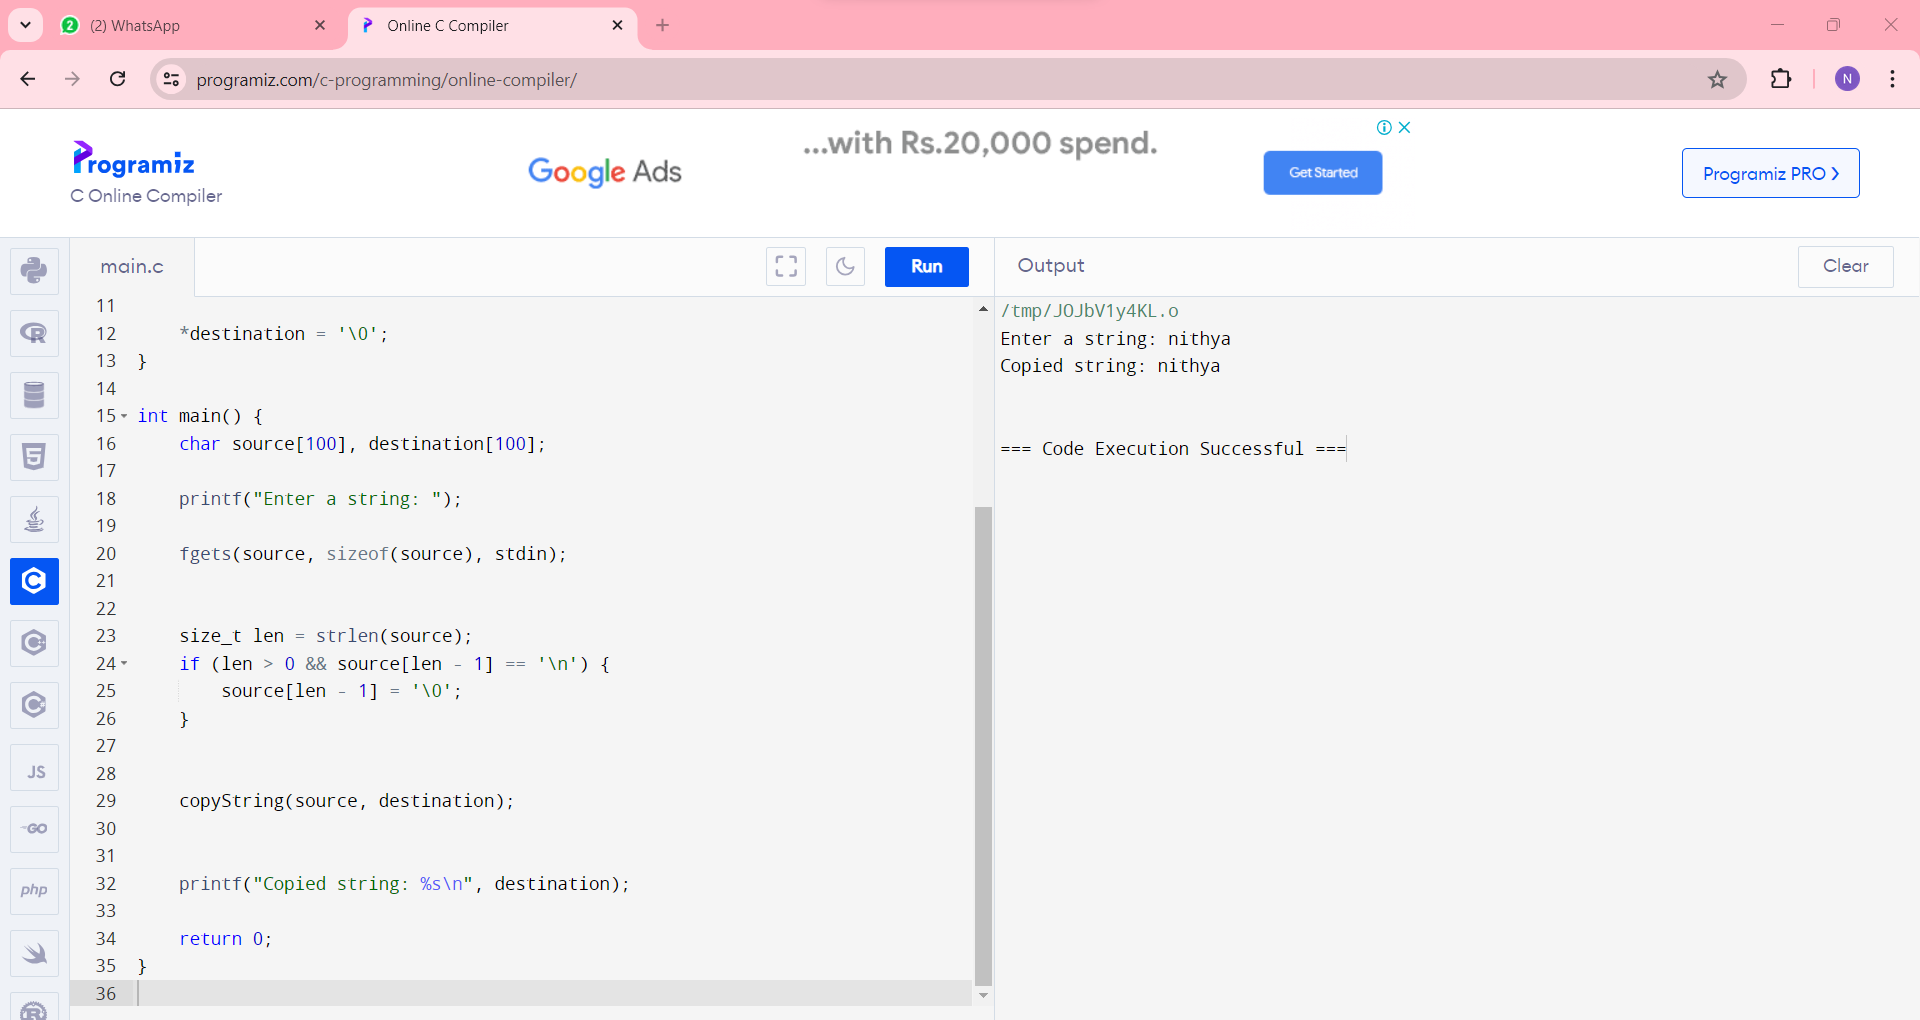 (2) WhatsApp
Online C Compiler
programiz.com/c-programming/online-compiler/
N
Programiz
C Online Compiler
Google Ads
...with Rs.20,000 spend.
Get Started
Programiz PRO
main.c
Run
Output
Clear
11
12 *destination = '\0';
13 }
14
15 int main() {
16 char source[100], destination[100];
17
18 printf("Enter a string: ");
19
20 fgets(source, sizeof(source), stdin);
21
22
23 size_t len = strlen(source);
24 if (len > 0 && source[len - 1] == '\n') {
25 source[len - 1] = '\0';
26 }
27
28
29 copyString(source, destination);
30
31
32 printf("Copied string: %s\n", destination);
33
34 return 0;
35 }
36
/tmp/JOJbV1y4KL.o
Enter a string: nithya
Copied string: nithya
=== Code Execution Successful ===
R
5
C
C
C
JS
GO
php
R